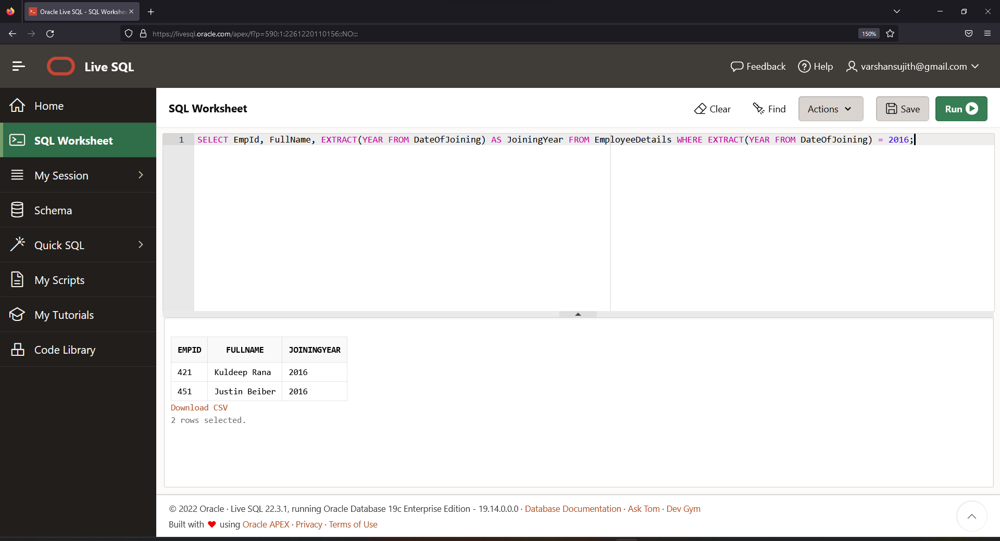 Oracle Live SQL - SQL Workshee
https://livesql.oracle.com/apex/f?p=590:1:2261220110156::NO:::
150%
Live SQL
Feedback
Help
varshansujith@gmail.com
Home
SQL Worksheet
My Session
Schema
Quick SQL
My Scripts
My Tutorials
Code Library
SQL Worksheet
Clear
Find
Actions
Save
Run
1 SELECT EmpId, FullName, EXTRACT(YEAR FROM DateOfJoining) AS JoiningYear FROM EmployeeDetails WHERE EXTRACT(YEAR FROM DateOfJoining) = 2016;
EMPID FULLNAME JOININGYEAR
421 Kuldeep Rana 2016
451 Justin Beiber 2016
Download CSV
2 rows selected.
© 2022 Oracle · Live SQL 22.3.1, running Oracle Database 19c Enterprise Edition - 19.14.0.0.0 · Database Documentation · Ask Tom · Dev Gym
Built with ❤ using Oracle APEX · Privacy · Terms of Use